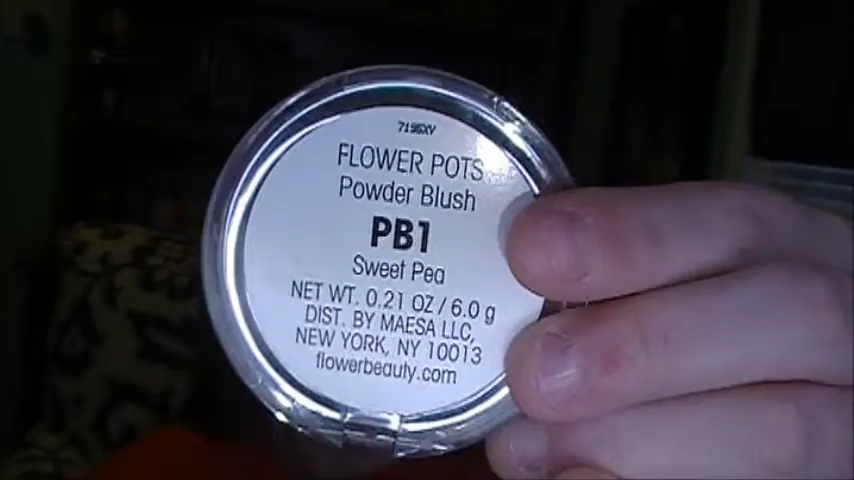 7195XV
FLOWER POTS
Powder Blush
PB1
Sweet Pea
NET WT. 0.21 OZ / 6.0 g
DIST. BY MAESA LLC,
NEW YORK, NY 10013
flowerbeauty.com